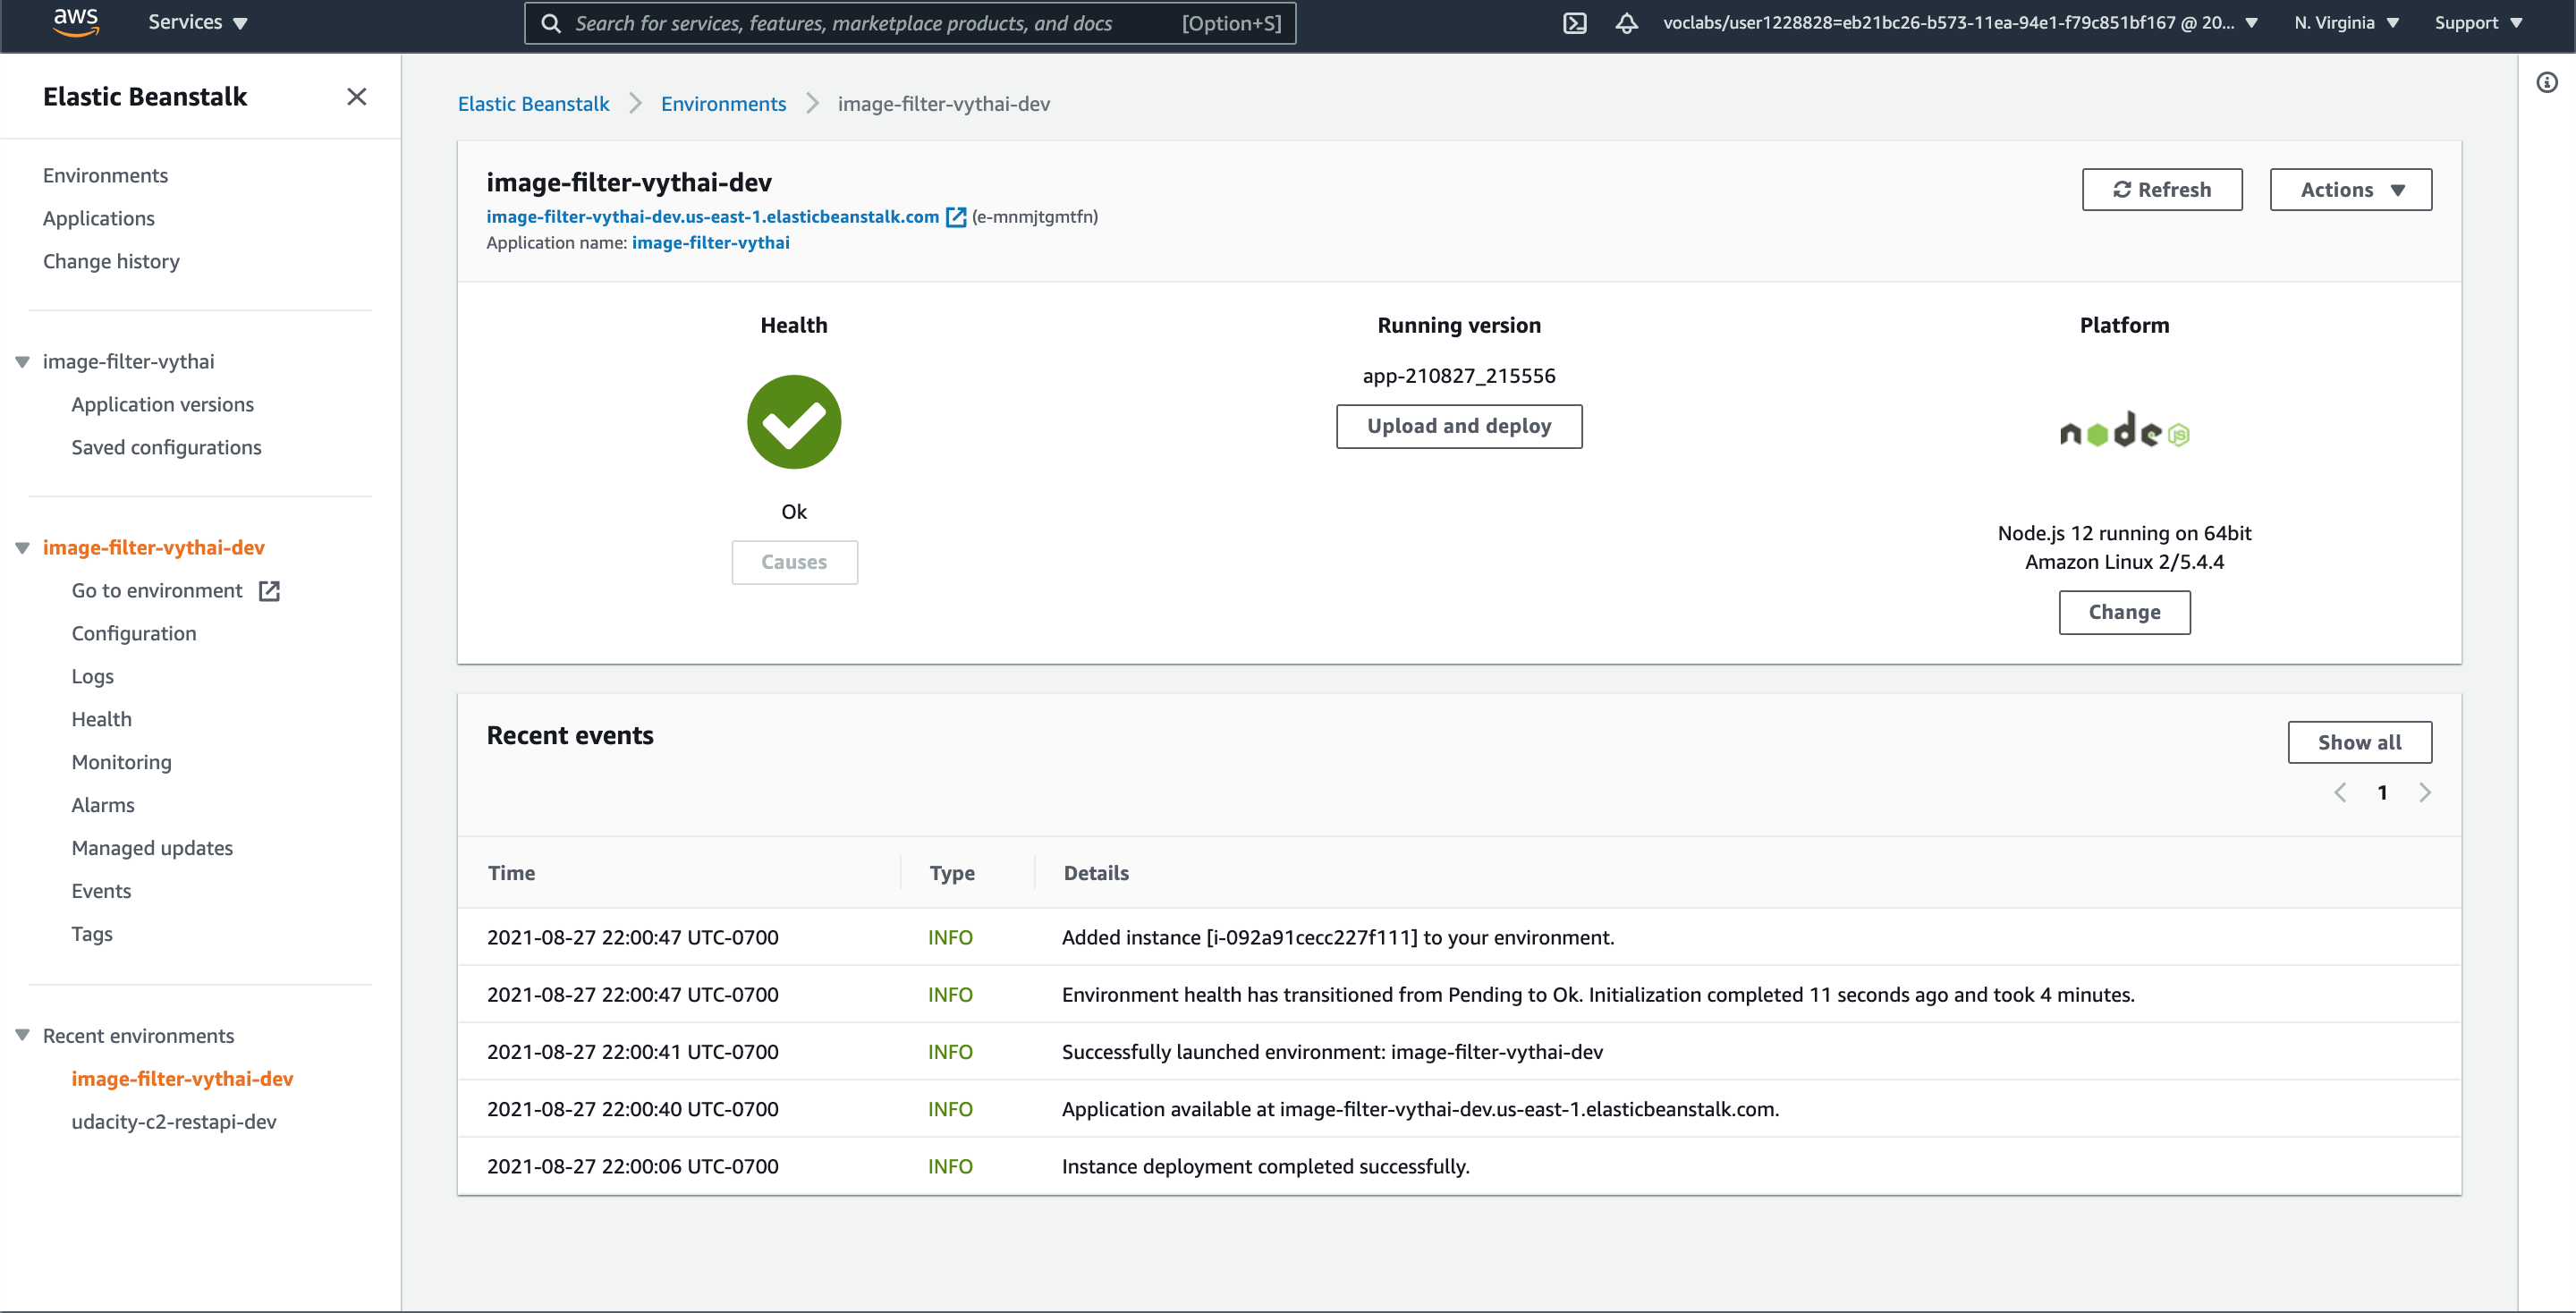 aws
Services
Search for services, features, marketplace products, and docs [Option+S]
voclabs/user1228828=eb21bc26-b573-11ea-94e1-f79c851bf167 @ 20...
N. Virginia
Support
Elastic Beanstalk
Environments
Applications
Change history
image-filter-vythai
Application versions
Saved configurations
image-filter-vythai-dev
Go to environment
Configuration
Logs
Health
Monitoring
Alarms
Managed updates
Events
Tags
Recent environments
image-filter-vythai-dev
udacity-c2-restapi-dev
Elastic Beanstalk > Environments > image-filter-vythai-dev
image-filter-vythai-dev
image-filter-vythai-dev.us-east-1.elasticbeanstalk.com (e-mnmjtgmtfn)
Application name: image-filter-vythai
Refresh
Actions
Health
Ok
Causes
Running version
app-210827_215556
Upload and deploy
Platform
node JS
Node.js 12 running on 64bit
Amazon Linux 2/5.4.4
Change
Recent events
Show all
1
Time Type Details
2021-08-27 22:00:47 UTC-0700 INFO Added instance [i-092a91cecc227f111] to your environment.
2021-08-27 22:00:47 UTC-0700 INFO Environment health has transitioned from Pending to Ok. Initialization completed 11 seconds ago and took 4 minutes.
2021-08-27 22:00:41 UTC-0700 INFO Successfully launched environment: image-filter-vythai-dev
2021-08-27 22:00:40 UTC-0700 INFO Application available at image-filter-vythai-dev.us-east-1.elasticbeanstalk.com.
2021-08-27 22:00:06 UTC-0700 INFO Instance deployment completed successfully.